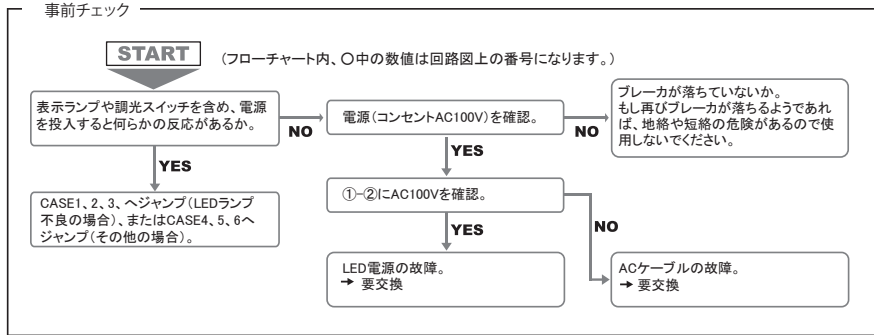 事前チェック
START
(フローチャート内、〇中の数値は回路図上の番号になります。)
表示ランプや調光スイッチを含め、電源
を投入すると何らかの反応があるか。
NO
電源(コンセントAC100V)を確認。
NO
ブレーカが落ちていないか。
もし再びブレーカが落ちるようであれ
ば、地絡や短絡の危険があるので使
用しないでください。
YES
YES
CASE1、2、3、へジャンプ(LEDランプ
不良の場合)、またはCASE4、5、6へ
ジャンプ(その他の場合)。
①-②にAC100Vを確認。
YES
NO
LED電源の故障。
→ 要交換
ACケーブルの故障。
→ 要交換